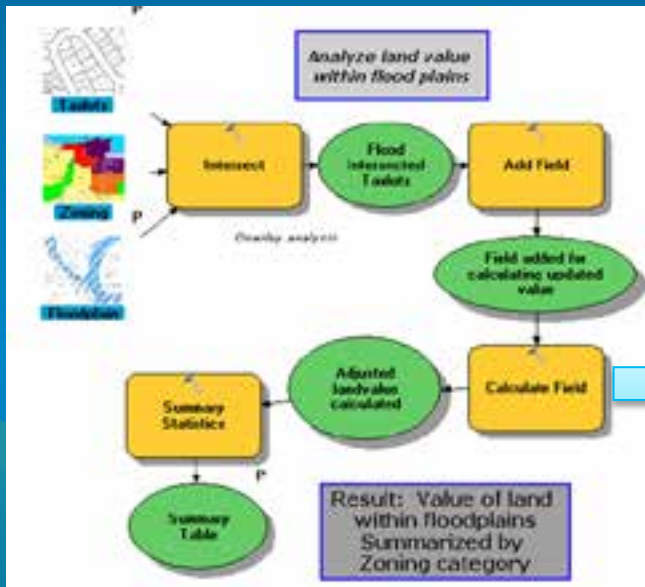 P
Analyze land value
within flood plains
Taxlots
Intersect
Flood
Intersected
Taxlots
Add Field
Zoning
P
Overlay analysis
Field added for
calculating updated
value
Floodplain
Adjusted
landvalue
calculated
Calculate Field
Summary
Statistics
P
Summary
Table
Result: Value of land
within floodplains
Summarized by
Zoning category